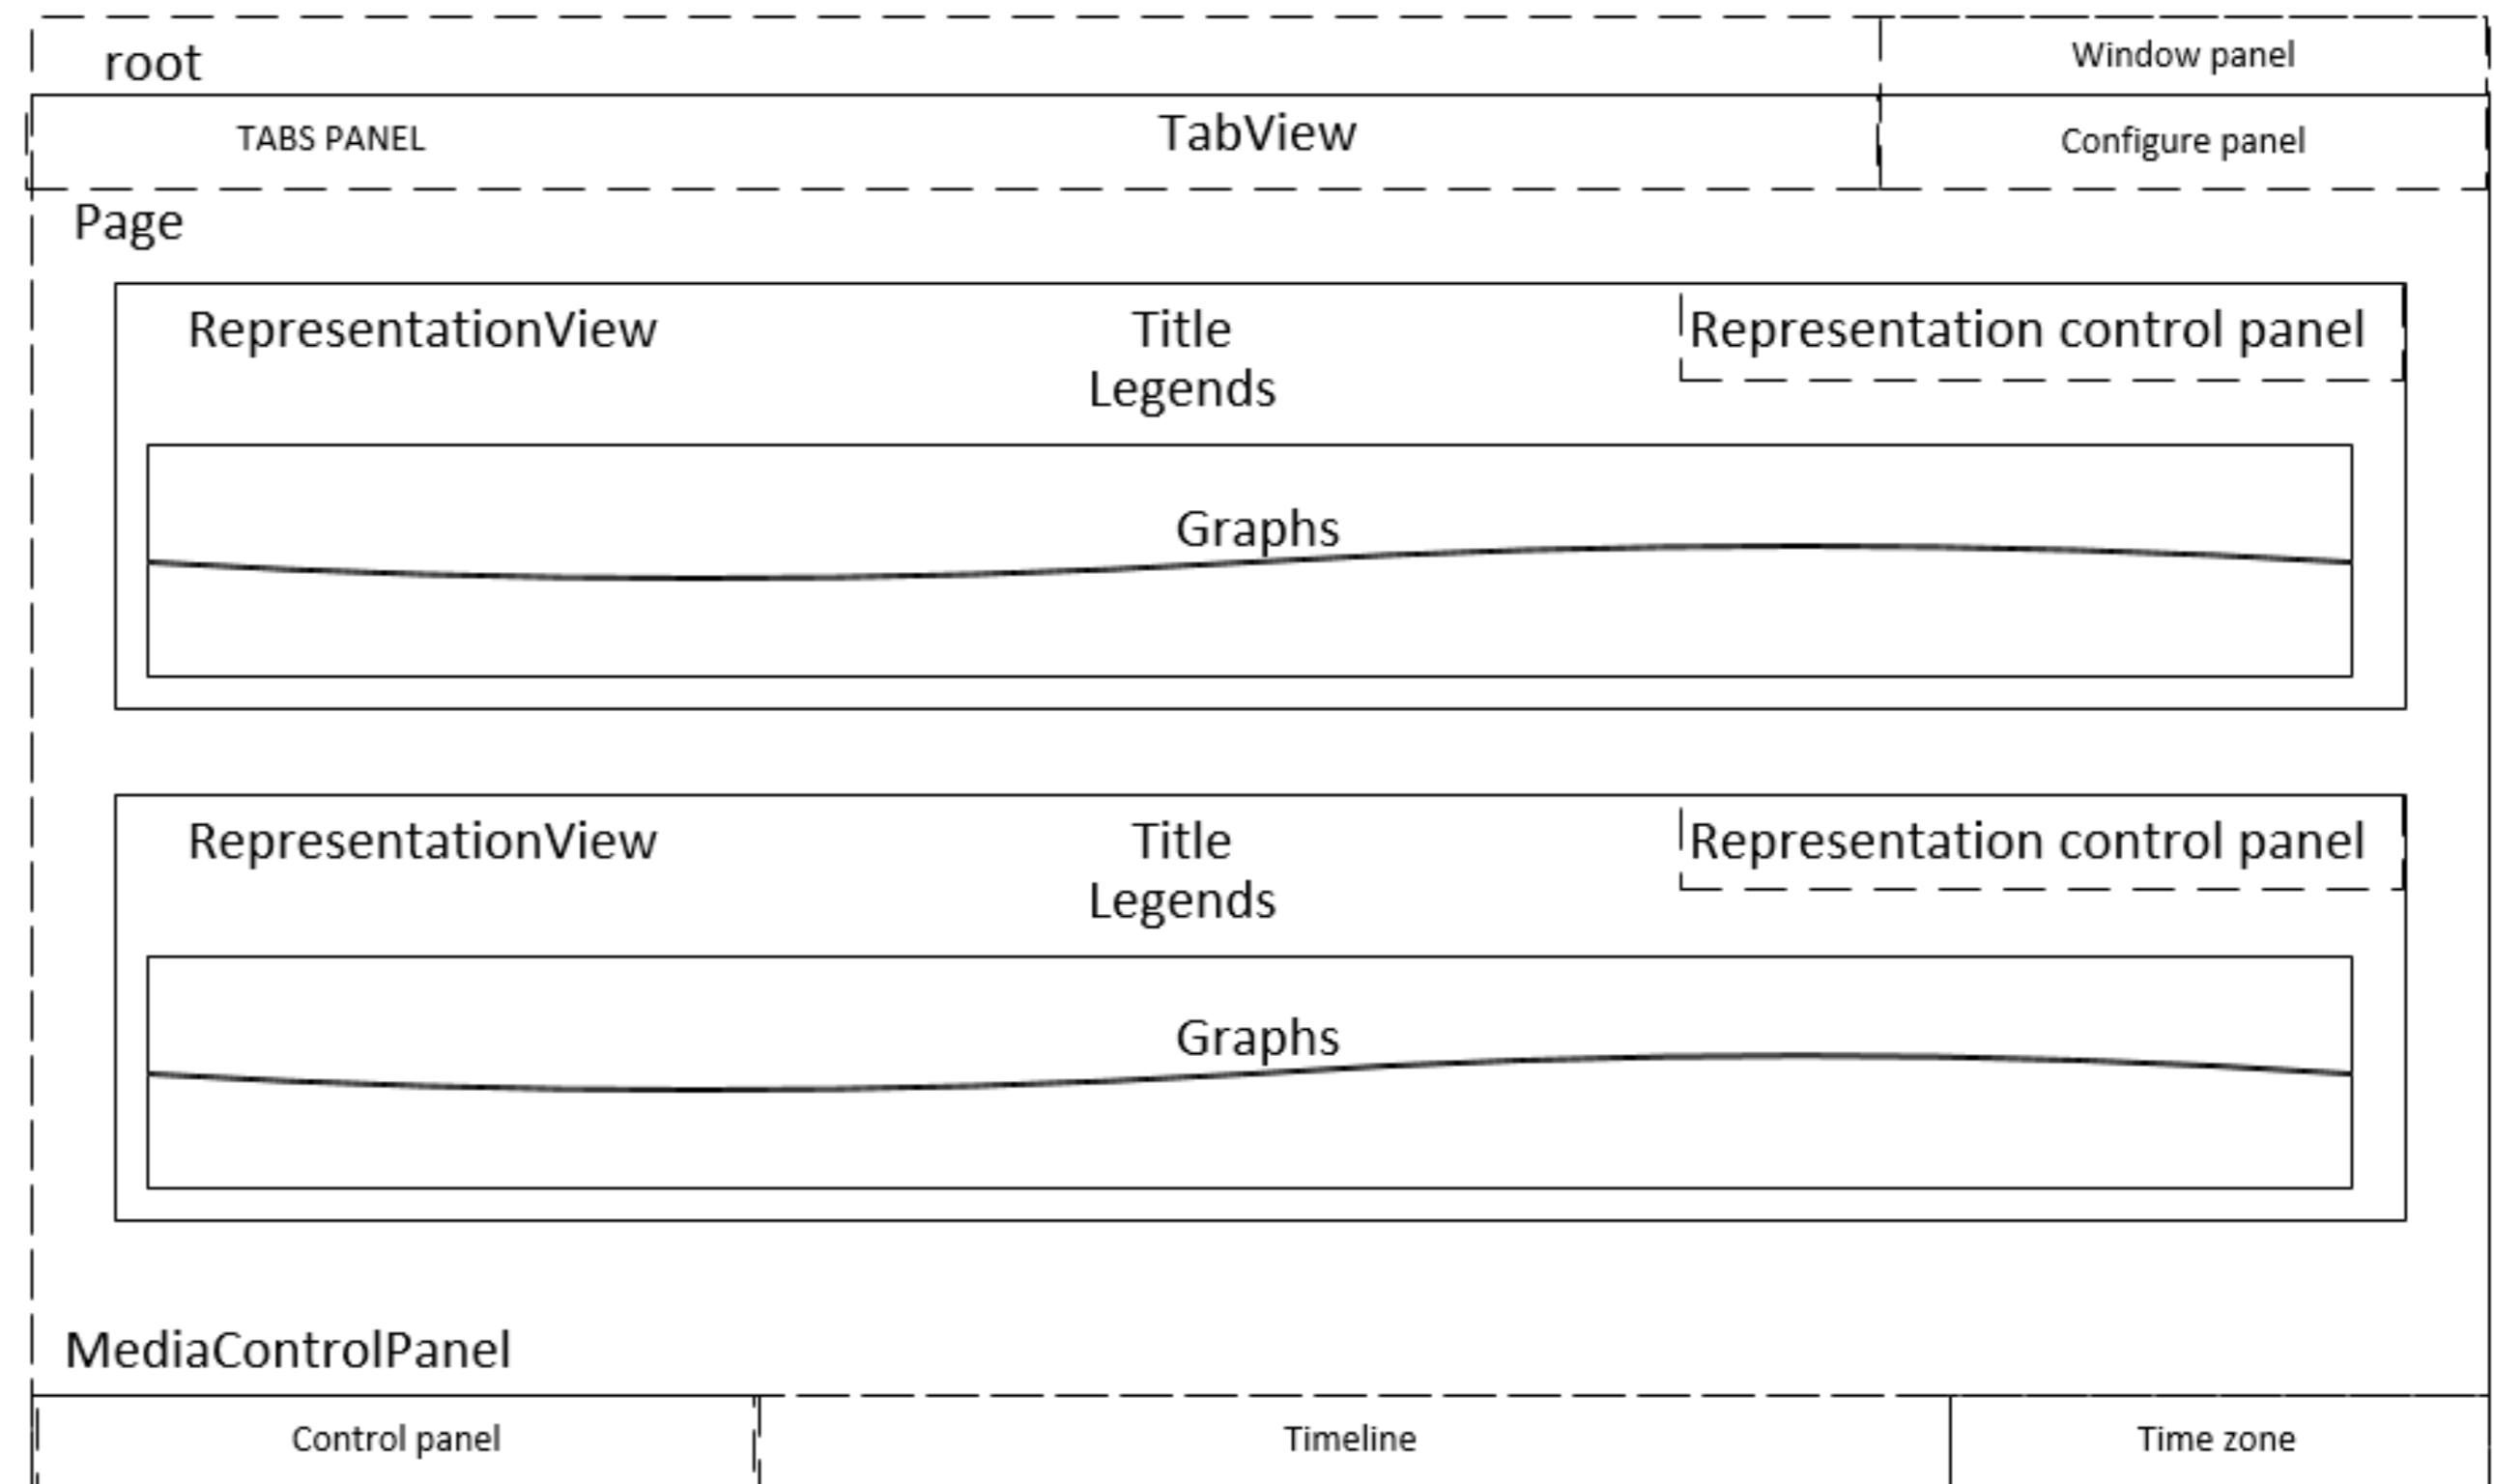 root
Window panel
TABS PANEL
TabView
Configure panel
Page
RepresentationView
Title
Representation control panel
Legends
Graphs
RepresentationView
Title
Representation control panel
Legends
Graphs
MediaControlPanel
Control panel
Timeline
Time zone